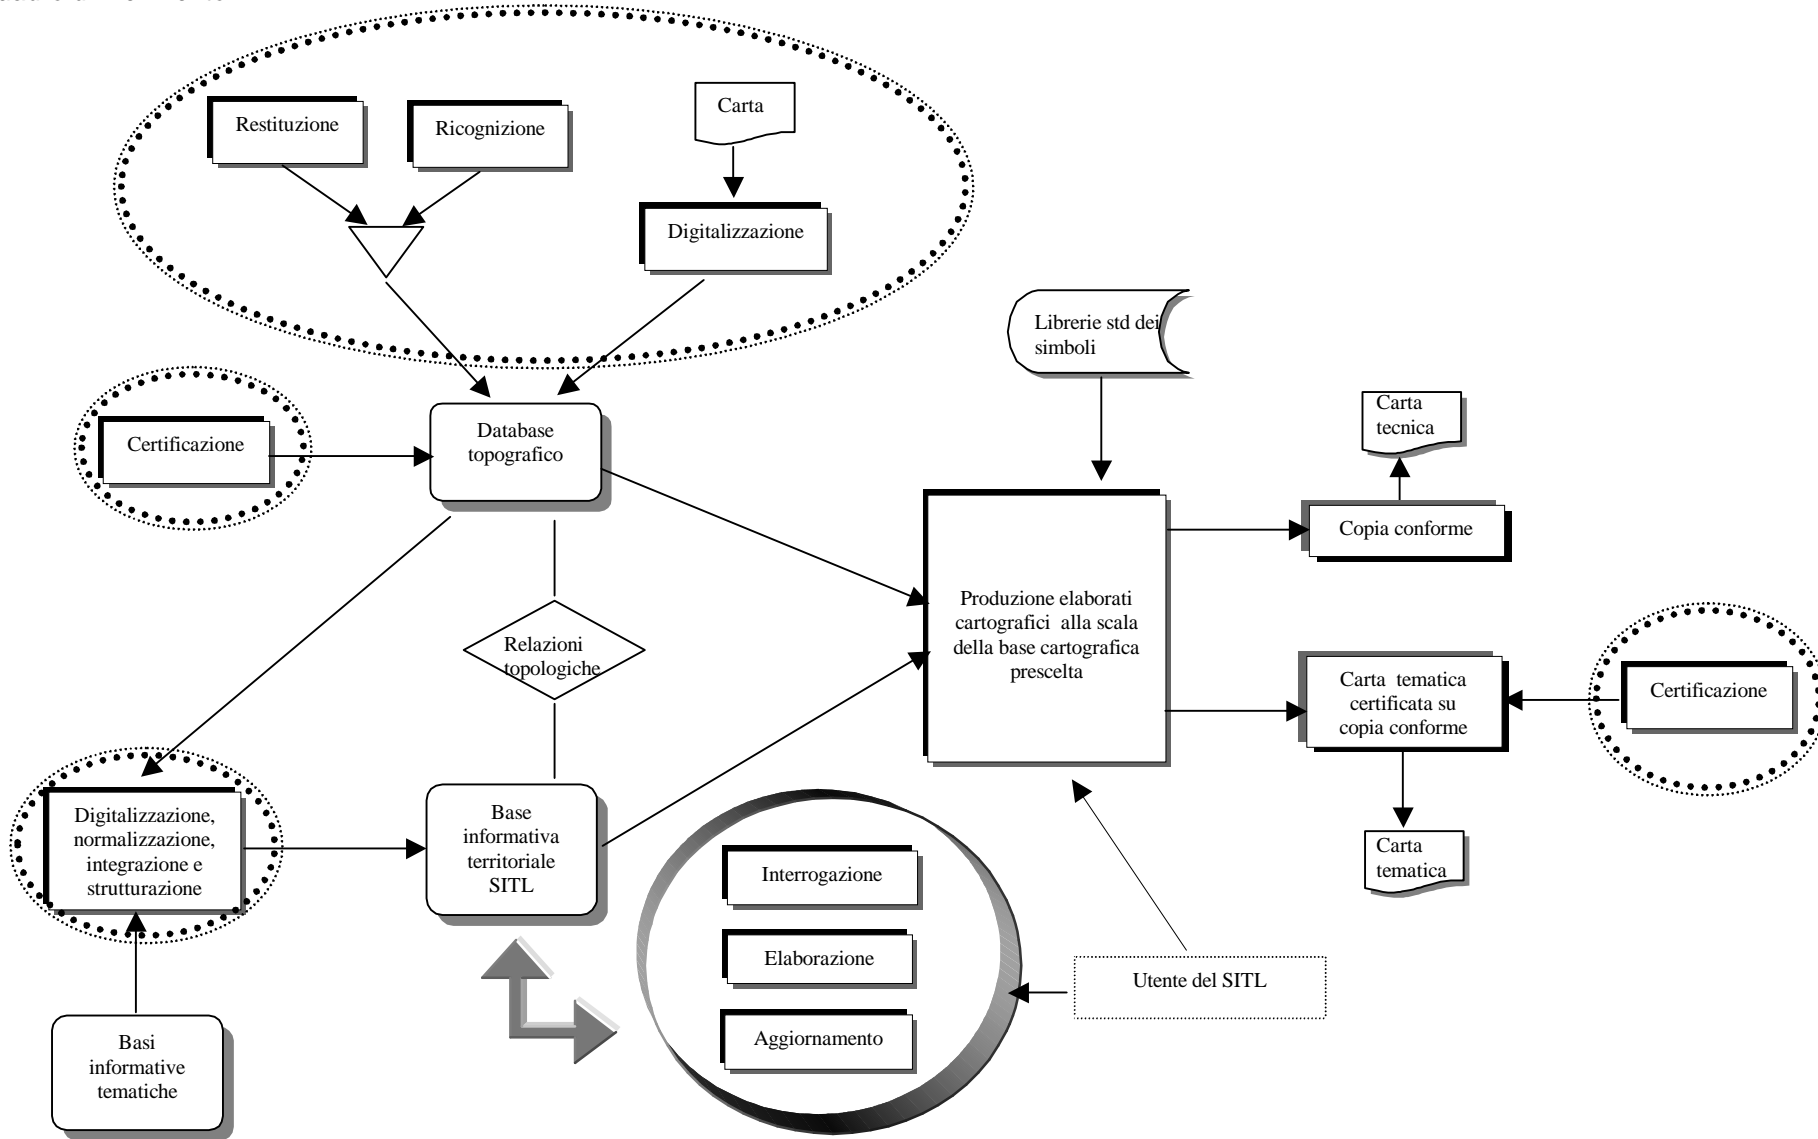 Restituzione
Ricognizione
Carta
Digitalizzazione
Librerie std dei
simboli
Carta
tecnica
Certificazione
Database
topografico
Copia conforme
Produzione elaborati
cartografici alla scala
della base cartografica
prescelta
Relazioni
topologiche
Carta tematica
certificata su
copia conforme
Certificazione
Digitalizzazione,
normalizzazione,
integrazione e
strutturazione
Base
informativa
territoriale
SITL
Carta
tematica
Interrogazione
Elaborazione
Aggiornamento
Utente del SITL
Basi
informative
tematiche